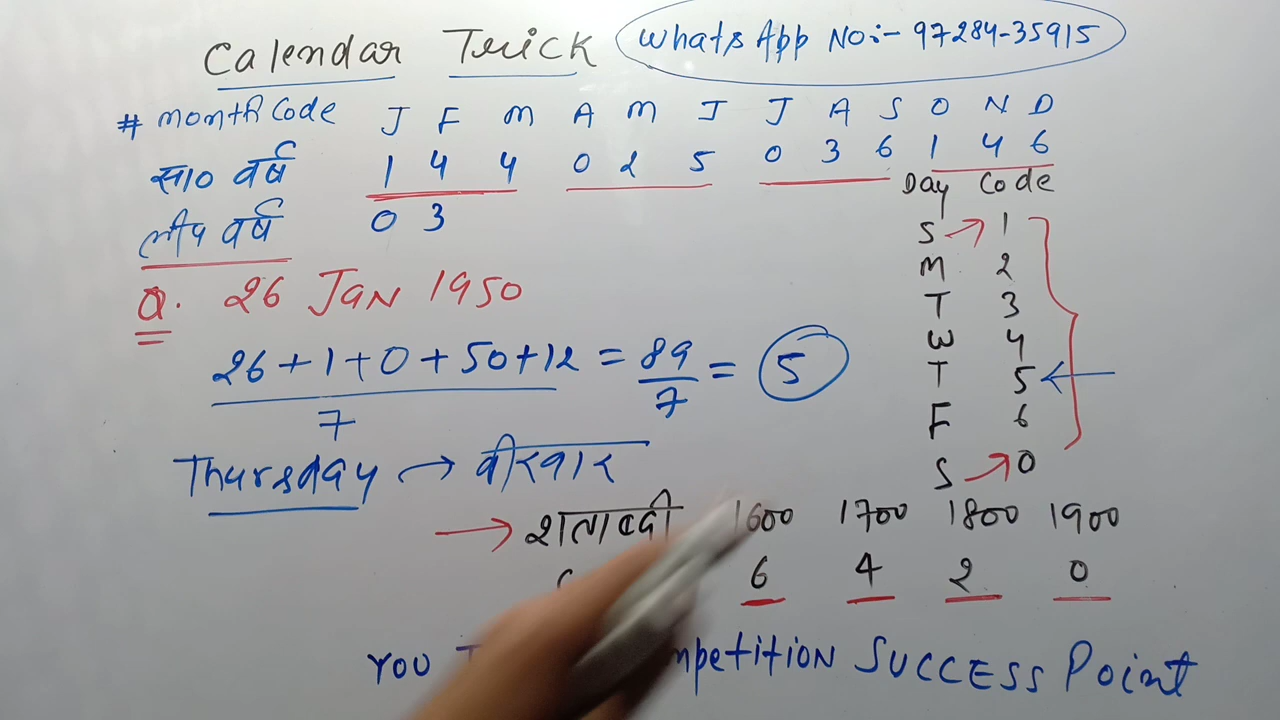 Calendar Trick WhatsApp No:- 97284-35915
# Month Code J F M A M J J A S O N D
सा० वर्ष 1 4 4 0 2 5 0 3 6 1 4 6
लीप वर्ष 0 3
Day Code
S → 1
M 2
T 3
W 4
T 5 ←
F 6
S → 0
Q. 26 JAN 1950
26+1+0+50+12 = 89 = 5
7 7
Thursday → वीरवार
→ शताब्दी 1600 1700 1800 1900
6 4 2 0
YOU Competition SUCCESS Point